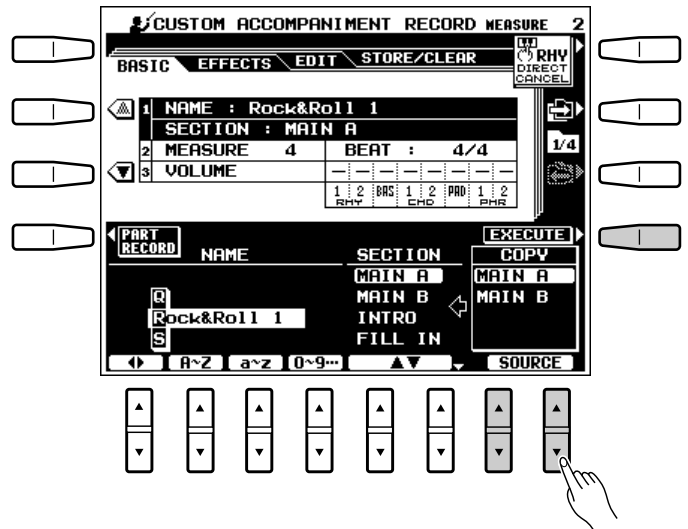 CUSTOM ACCOMPANIMENT RECORD MEASURE 2
BASIC EFFECTS EDIT STORE/CLEAR
RHY
DIRECT
CANCEL
1 NAME : Rock&Roll 1
SECTION : MAIN A
2 MEASURE 4 BEAT : 4/4
1/4
3 VOLUME – – – – – – – –
1 2 BAS 1 2 PAD 1 2
RHY CHD PHR
PART
RECORD
EXECUTE
NAME SECTION COPY
MAIN A MAIN A
Q MAIN B MAIN B
Rock&Roll 1 INTRO
S FILL IN
A~Z a~z 0~9… ▲▼ SOURCE